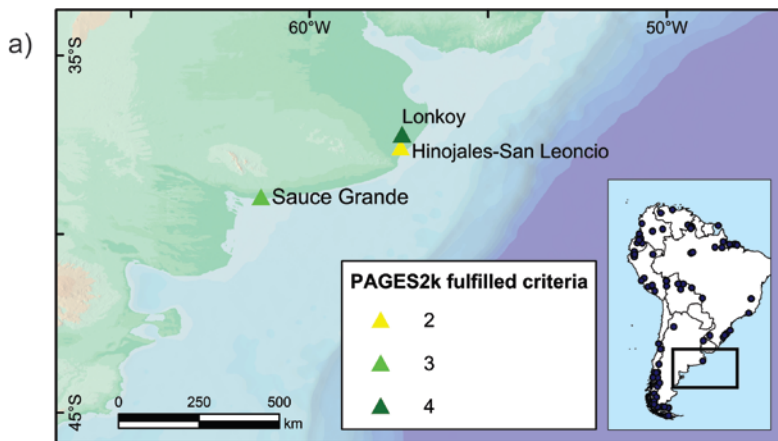 a)
60°W
50°W
35°S
Lonkoy
Hinojales-San Leoncio
Sauce Grande
PAGES2k fulfilled criteria
2
3
4
45°S
0 250 500
km